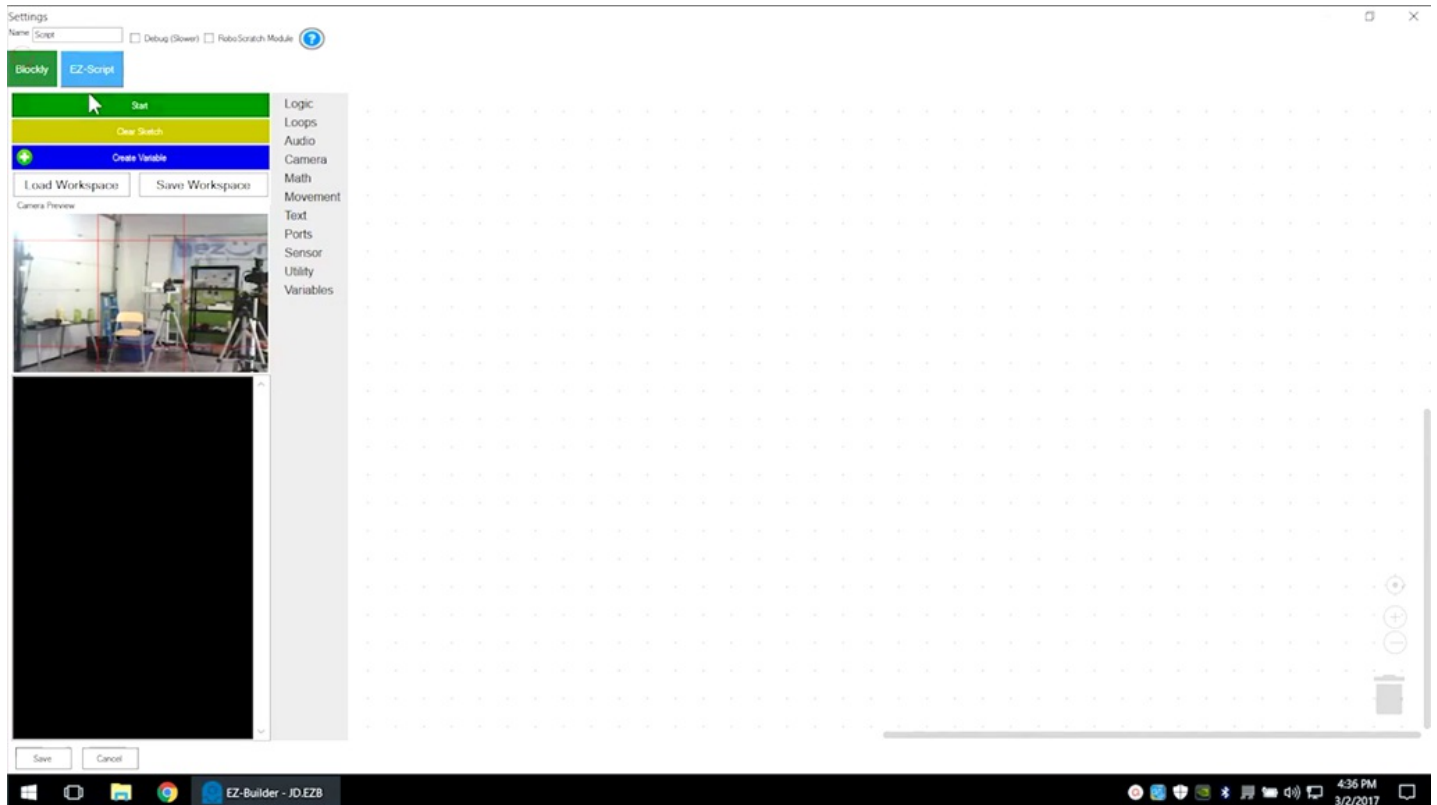 Settings
Name Script Debug (Slower) RoboScratch Module ?
Blockly EZ-Script
Start
Clear Sketch
Create Variable
Load Workspace Save Workspace
Camera Preview
Logic
Loops
Audio
Camera
Math
Movement
Text
Ports
Sensor
Utility
Variables
Save Cancel
EZ-Builder - JD.EZB
4:36 PM
3/2/2017